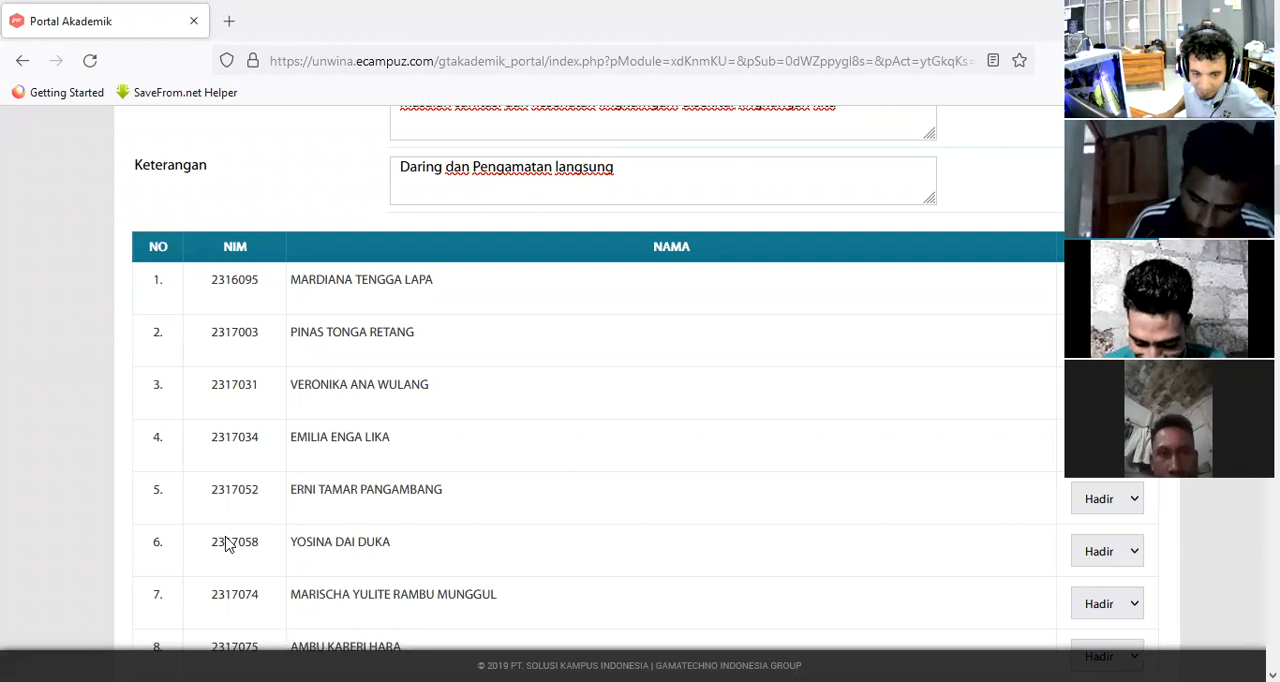 Portal Akademik
https://unwina.ecampuz.com/gtakademik_portal/index.php?pModule=xdKnmKU=&pSub=0dWZppygl8s=&pAct=ytGkqKs=
Getting Started
SaveFrom.net Helper
Keterangan
Daring dan Pengamatan langsung
NO NIM NAMA
1. 2316095 MARDIANA TENGGA LAPA
2. 2317003 PINAS TONGA RETANG
3. 2317031 VERONIKA ANA WULANG
4. 2317034 EMILIA ENGA LIKA
5. 2317052 ERNI TAMAR PANGAMBANG Hadir
6. 2317058 YOSINA DAI DUKA Hadir
7. 2317074 MARISCHA YULITE RAMBU MUNGGUL Hadir
8. 2317075 AMBU KARERI HARA Hadir
© 2019 PT. SOLUSI KAMPUS INDONESIA | GAMATECHNO INDONESIA GROUP